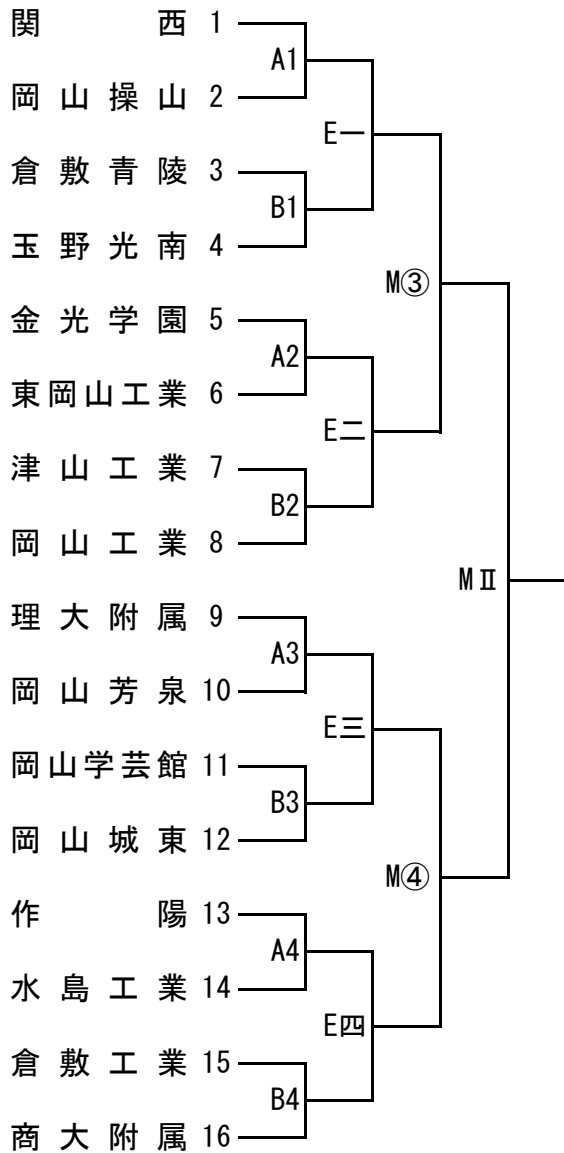 関西 1
A1
岡山操山 2
E一
倉敷青陵 3
B1
玉野光南 4
M③
金光学園 5
A2
東岡山工業 6
E二
津山工業 7
B2
岡山工業 8
MⅡ
理大附属 9
A3
岡山芳泉 10
E三
岡山学芸館 11
B3
岡山城東 12
M④
作陽 13
A4
水島工業 14
E四
倉敷工業 15
B4
商大附属 16